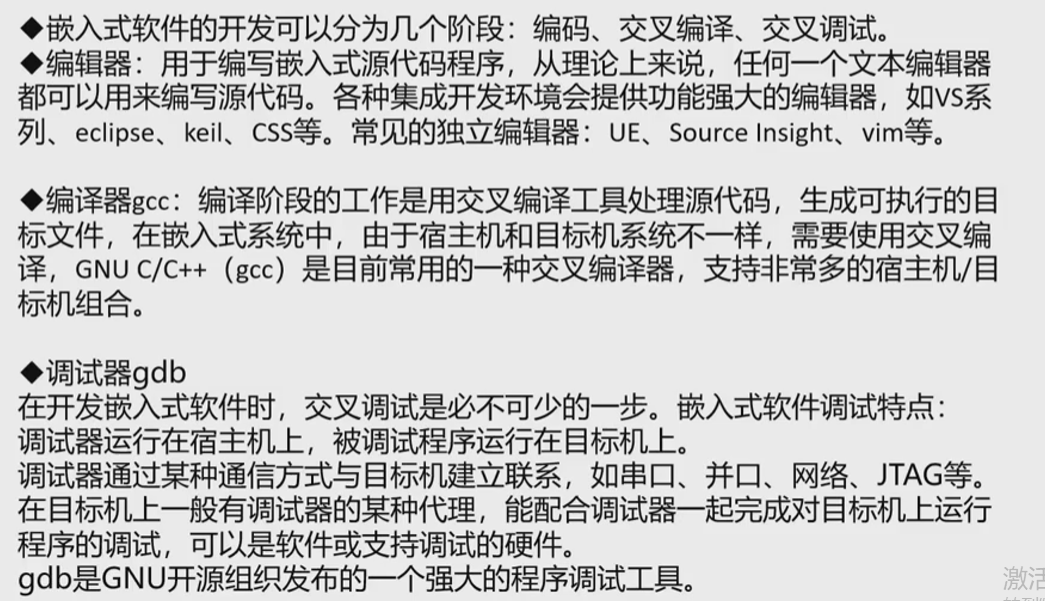 ◆嵌入式软件的开发可以分为几个阶段：编码、交叉编译、交叉调试。
◆编辑器：用于编写嵌入式源代码程序，从理论上来说，任何一个文本编辑器
都可以用来编写源代码。各种集成开发环境会提供功能强大的编辑器，如VS系
列、eclipse、keil、CSS等。常见的独立编辑器：UE、Source Insight、vim等。
◆编译器gcc：编译阶段的工作是用交叉编译工具处理源代码，生成可执行的目
标文件，在嵌入式系统中，由于宿主机和目标机系统不一样，需要使用交叉编
译，GNU C/C++（gcc）是目前常用的一种交叉编译器，支持非常多的宿主机/目
标机组合。
◆调试器gdb
在开发嵌入式软件时，交叉调试是必不可少的一步。嵌入式软件调试特点：
调试器运行在宿主机上，被调试程序运行在目标机上。
调试器通过某种通信方式与目标机建立联系，如串口、并口、网络、JTAG等。
在目标机上一般有调试器的某种代理，能配合调试器一起完成对目标机上运行
程序的调试，可以是软件或支持调试的硬件。
gdb是GNU开源组织发布的一个强大的程序调试工具。
激活